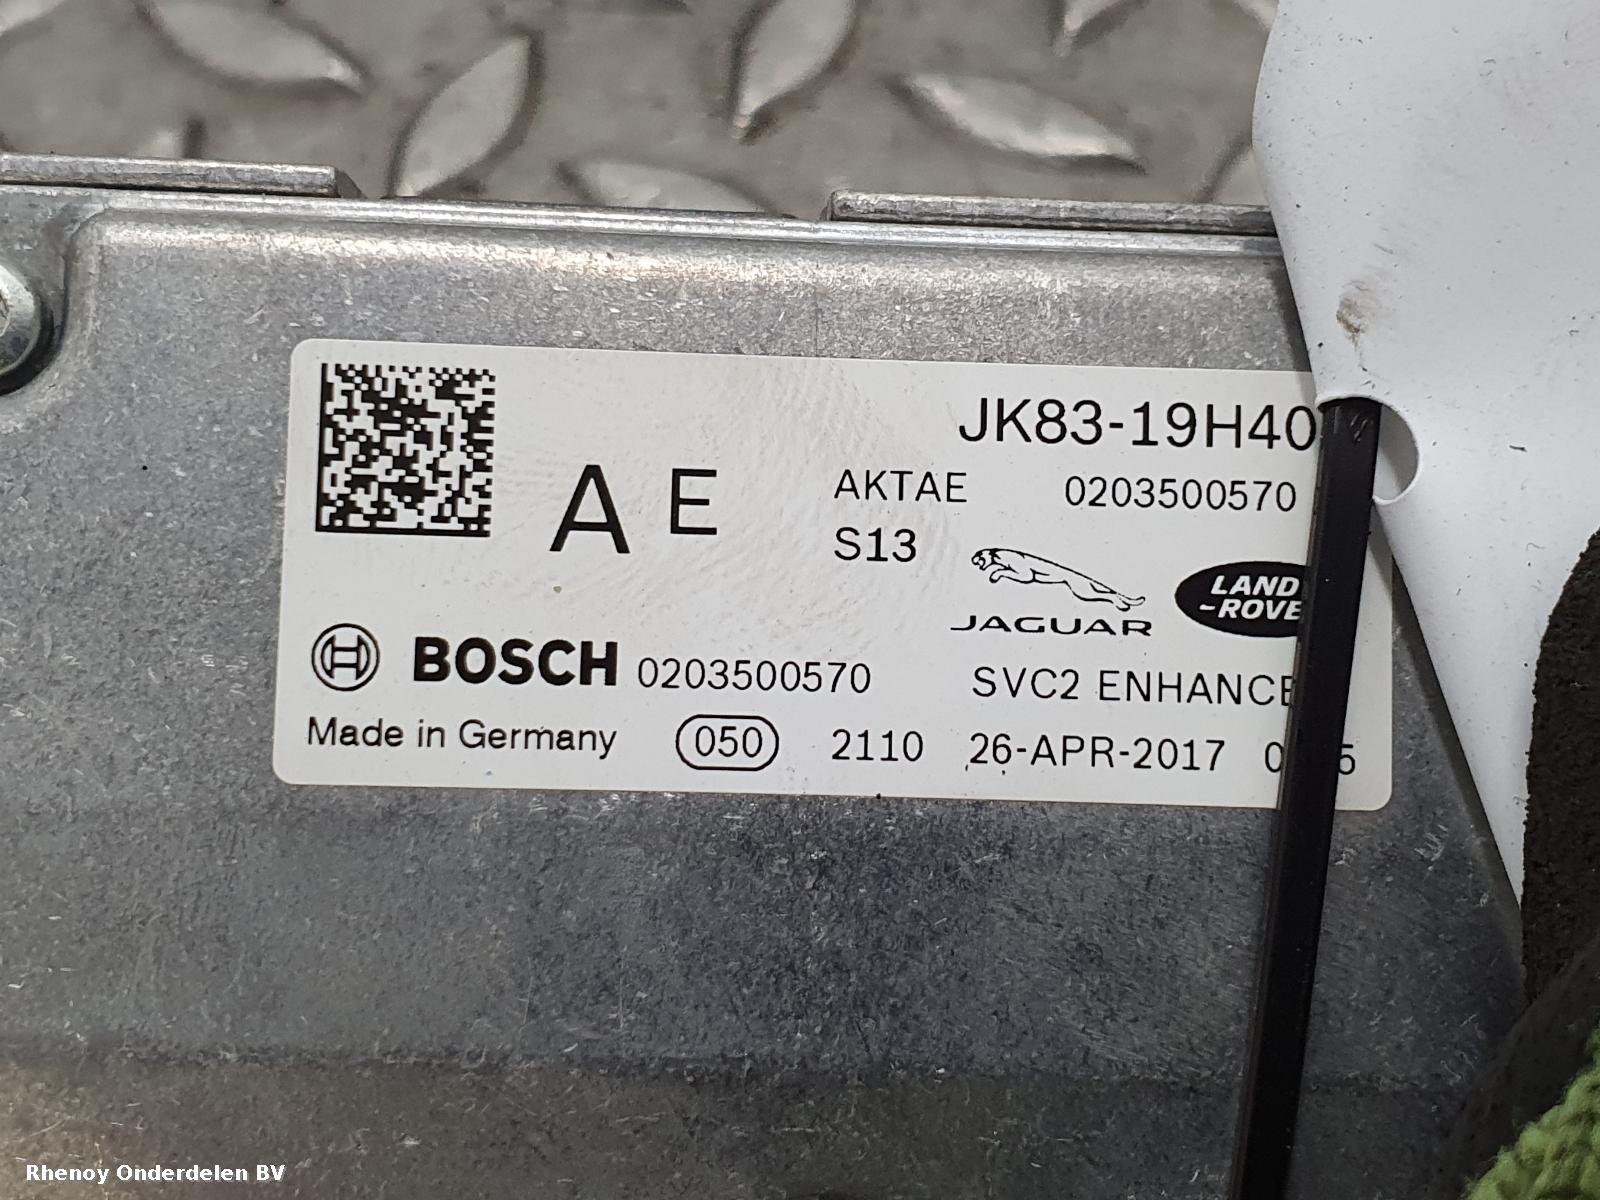 JK83-19H40
A E
AKTAE 0203500570
S13
LAND
-ROVE
JAGUAR
BOSCH 0203500570
SVC2 ENHANCE
Made in Germany 050 2110 26-APR-2017
Rhenoy Onderdelen BV